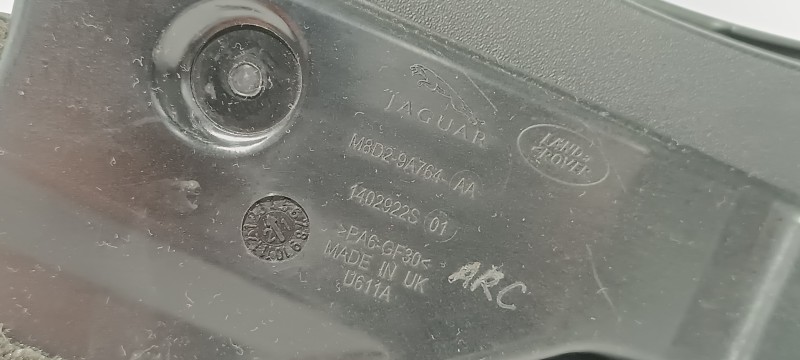 JAGUAR
LAND
ROVER
M8D2-9A764-AA
1402922S 01
>PA6-GF30<
MADE IN UK
U611A
ARC